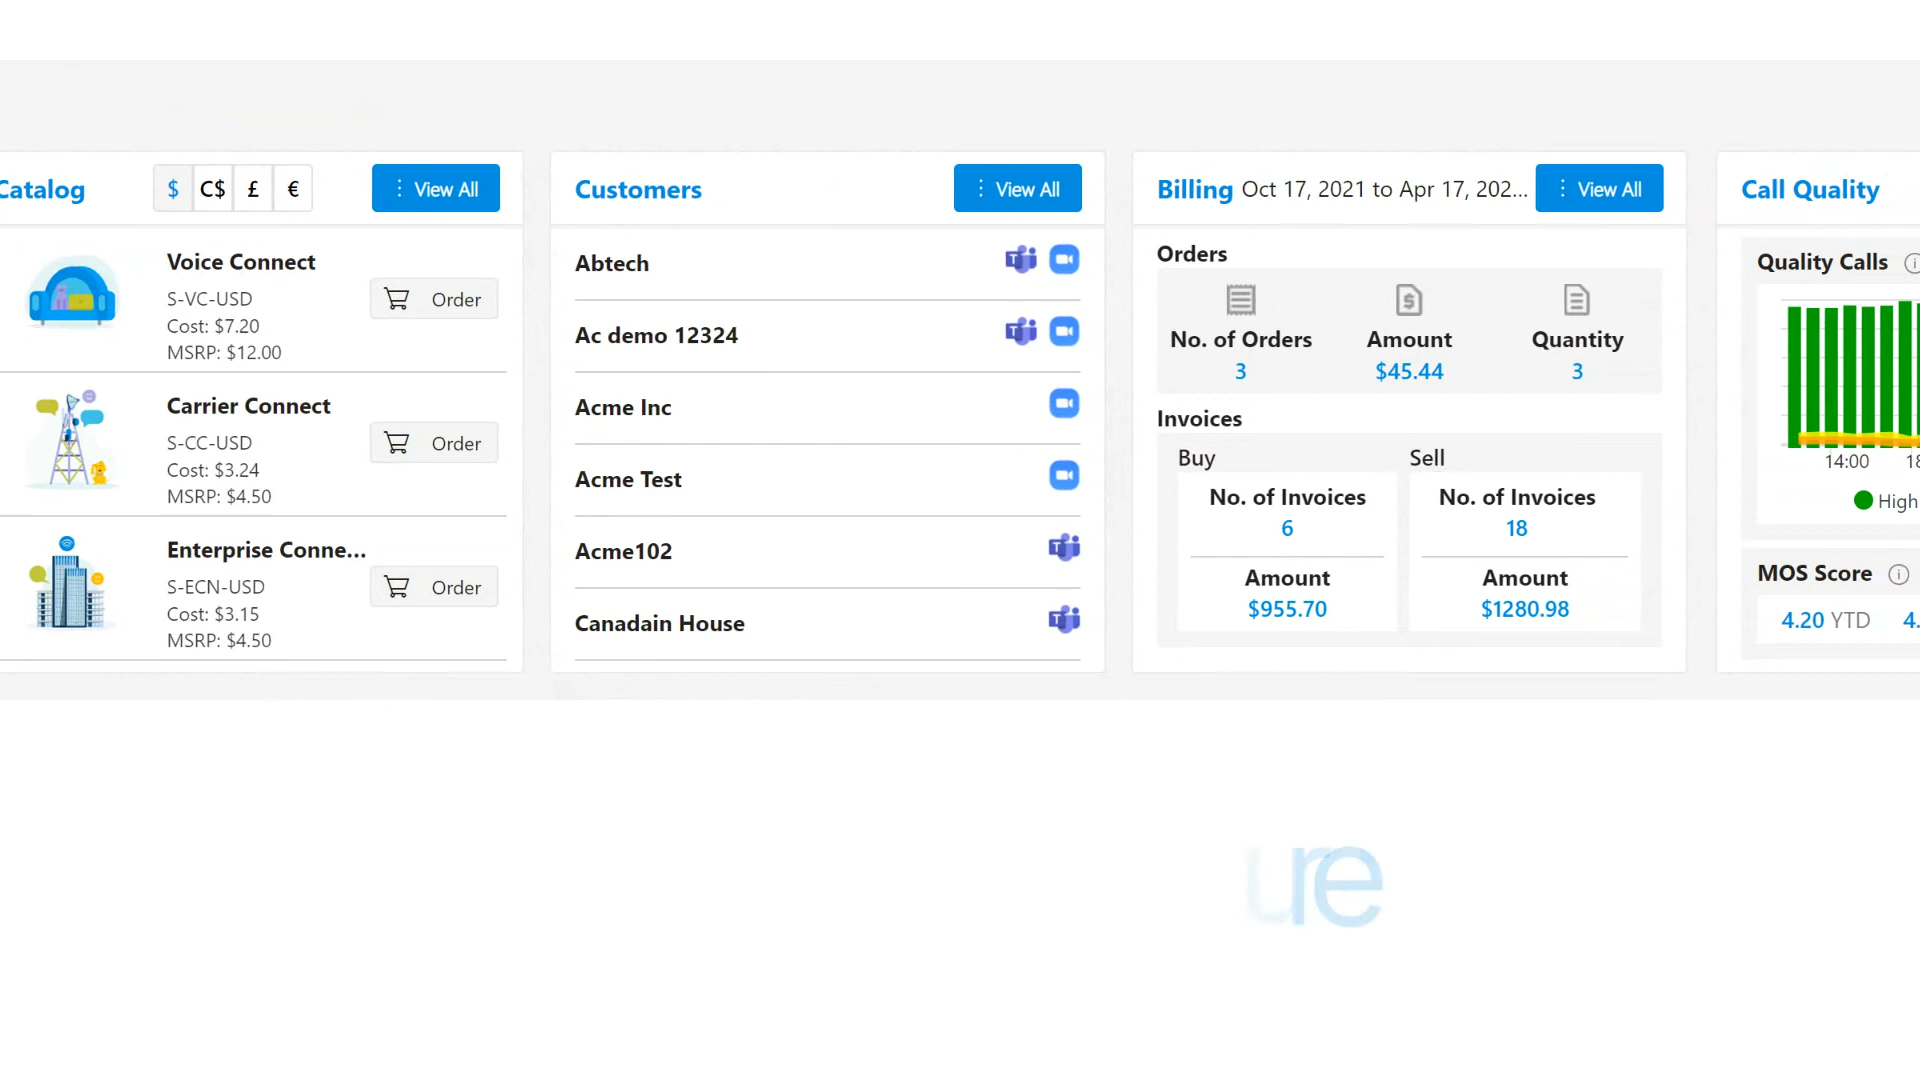 Catalog
$ C$ £ €
View All
Voice Connect
S-VC-USD
Cost: $7.20
MSRP: $12.00
Order
Carrier Connect
S-CC-USD
Cost: $3.24
MSRP: $4.50
Order
Enterprise Conne...
S-ECN-USD
Cost: $3.15
MSRP: $4.50
Order
Customers
View All
Abtech
Ac demo 12324
Acme Inc
Acme Test
Acme102
Canadain House
Billing Oct 17, 2021 to Apr 17, 202...
View All
Orders
No. of Orders
3
Amount
$45.44
Quantity
3
Invoices
Buy
No. of Invoices
6
Amount
$955.70
Sell
No. of Invoices
18
Amount
$1280.98
Call Quality
Quality Calls
14:00
High
MOS Score
4.20 YTD
ure